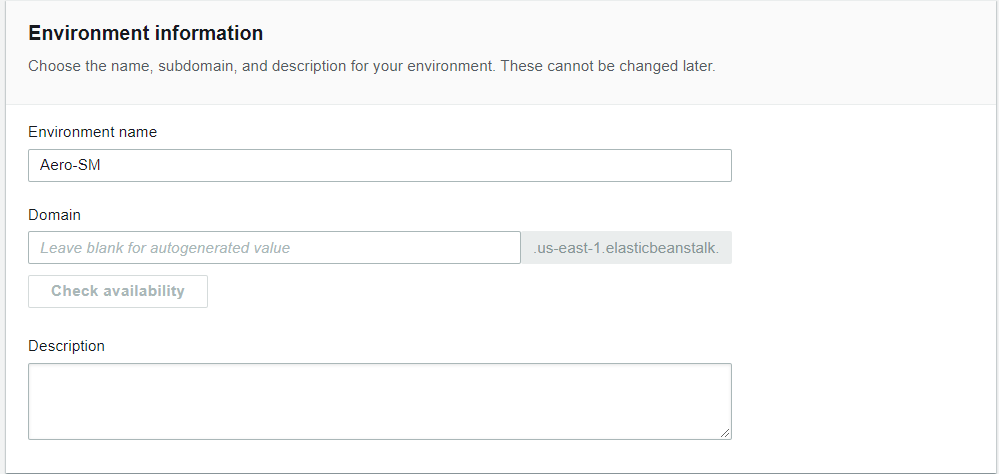 Environment information
Choose the name, subdomain, and description for your environment. These cannot be changed later.
Environment name
Aero-SM
Domain
Leave blank for autogenerated value
.us-east-1.elasticbeanstalk.
Check availability
Description